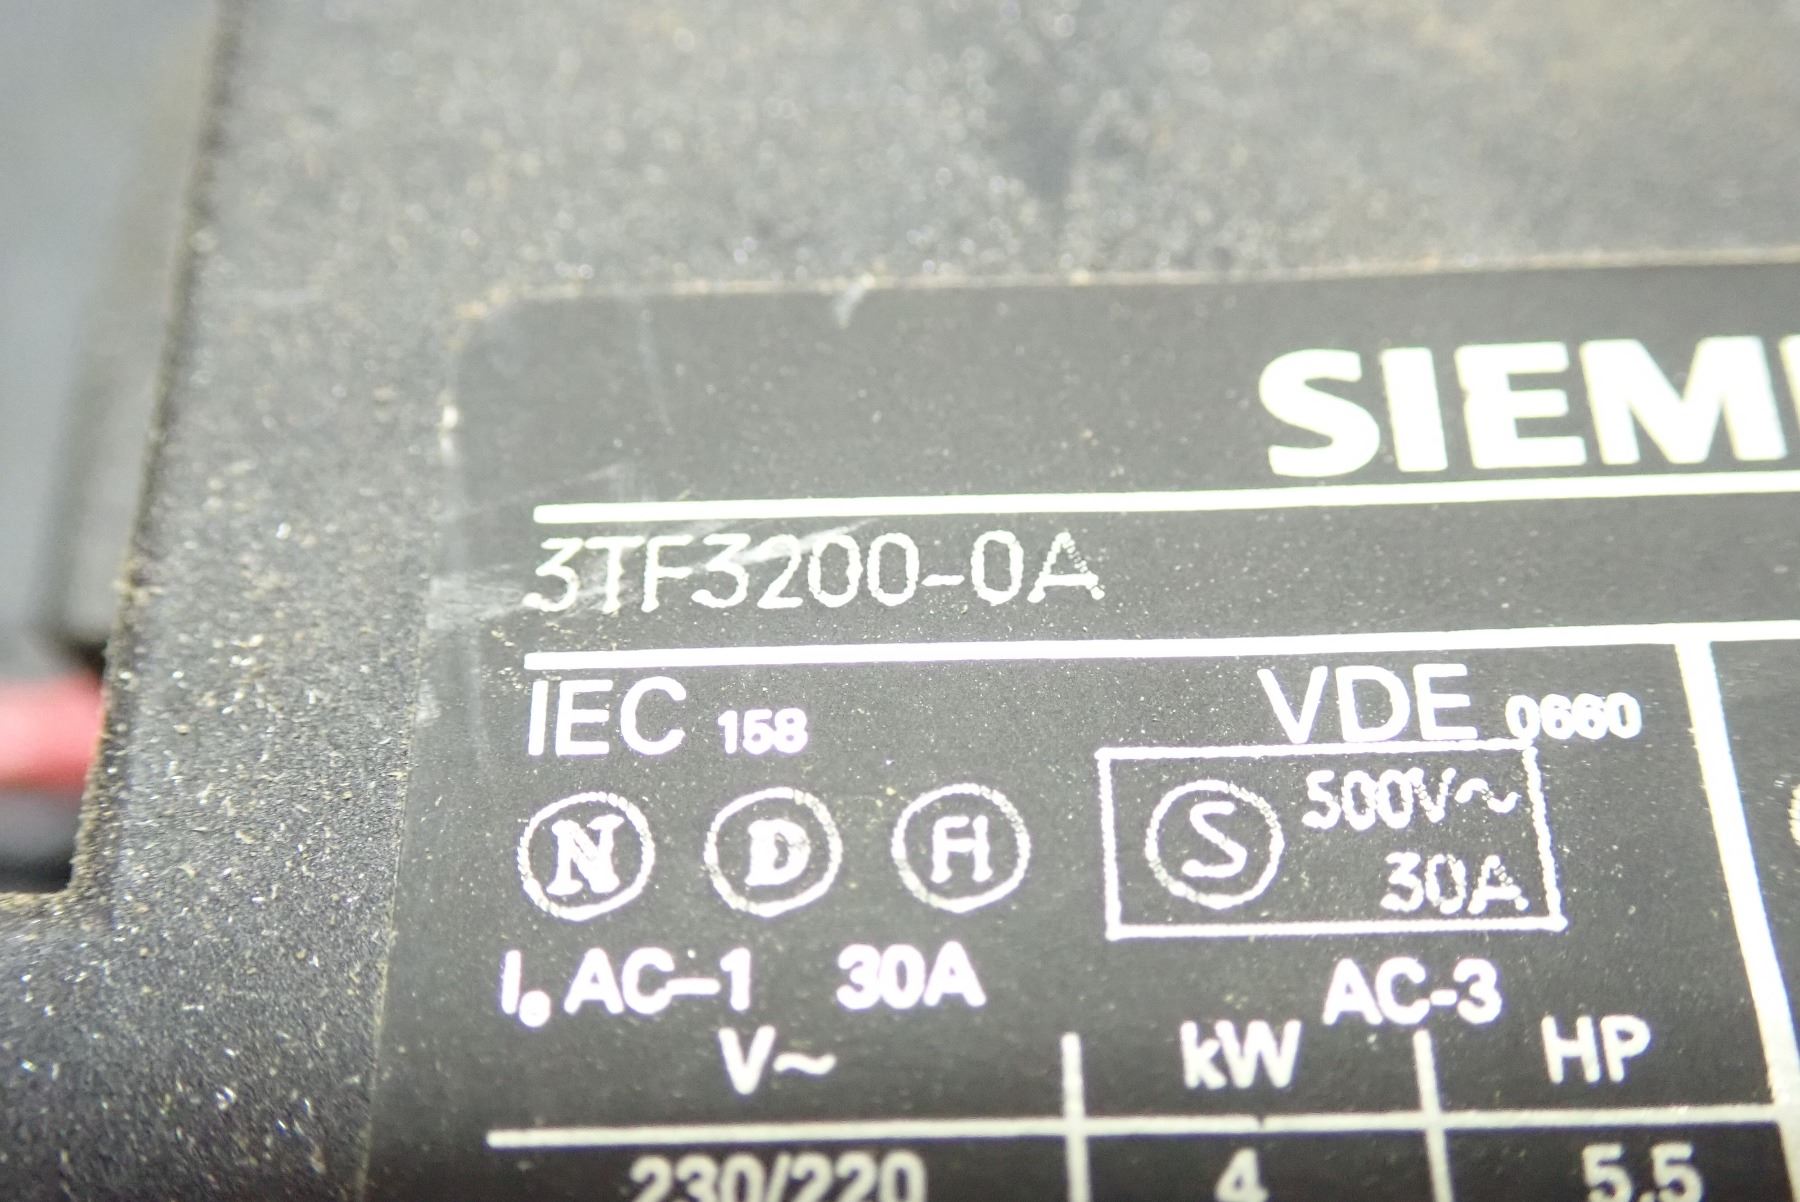 SIEM
3TF3200-0A
IEC 158 VDE 0660
N D FI S 500V~
30A
Ie AC-1 30A AC-3
V~ kW HP
230/220 4 5,5